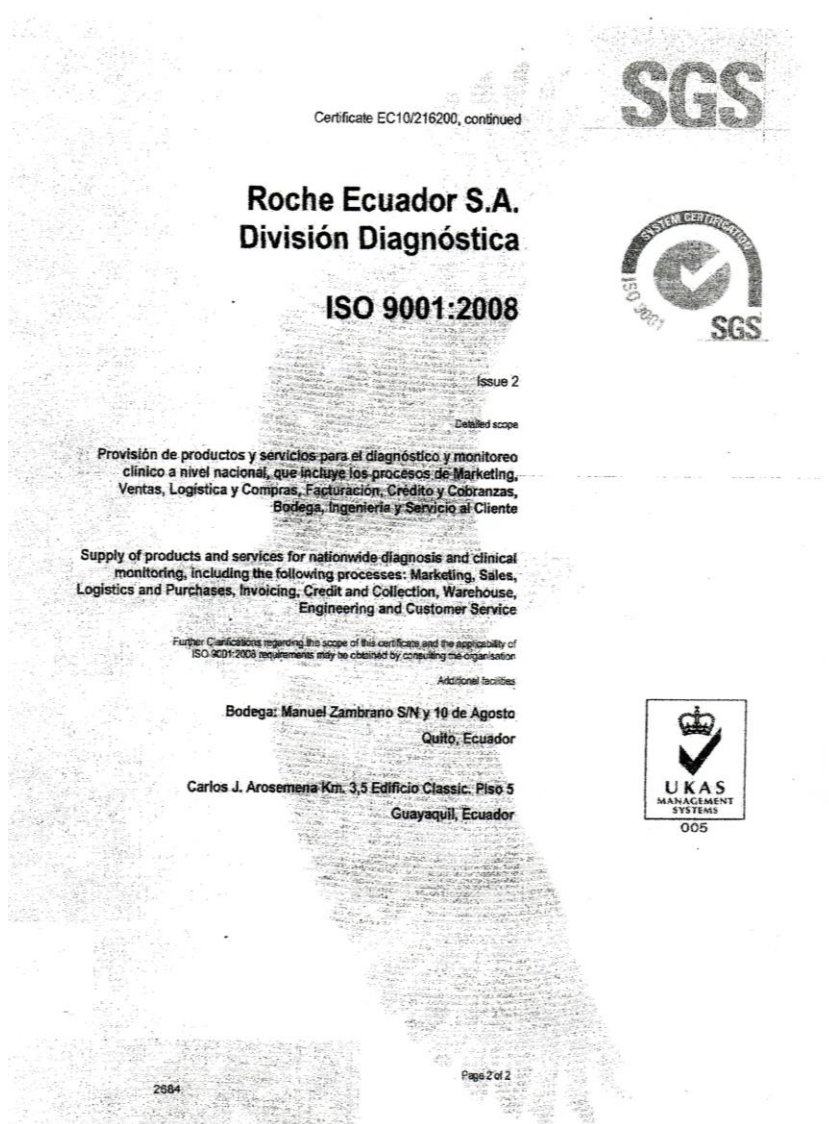 SGS
Certificate EC10/216200, continued
Roche Ecuador S.A.
División Diagnóstica
ISO 9001:2008
SYSTEM CERTIFICATION
ISO 9001
SGS
Issue 2
Detailed scope
Provisión de productos y servicios para el diagnóstico y monitoreo
clínico a nivel nacional, que incluye los procesos de Marketing,
Ventas, Logística y Compras, Facturación, Crédito y Cobranzas,
Bodega, Ingeniería y Servicio al Cliente
Supply of products and services for nationwide diagnosis and clinical
monitoring, including the following processes: Marketing, Sales,
Logistics and Purchases, Invoicing, Credit and Collection, Warehouse,
Engineering and Customer Service
Further Clarifications regarding the scope of this certificate and the applicability of
ISO 9001:2008 requirements may be obtained by consulting the organisation
Additional facilities
Bodega: Manuel Zambrano S/N y 10 de Agosto
Quito, Ecuador
Carlos J. Arosemena Km. 3,5 Edificio Classic. Piso 5
Guayaquil, Ecuador
UKAS
MANAGEMENT
SYSTEMS
005
Page 2 of 2
2684